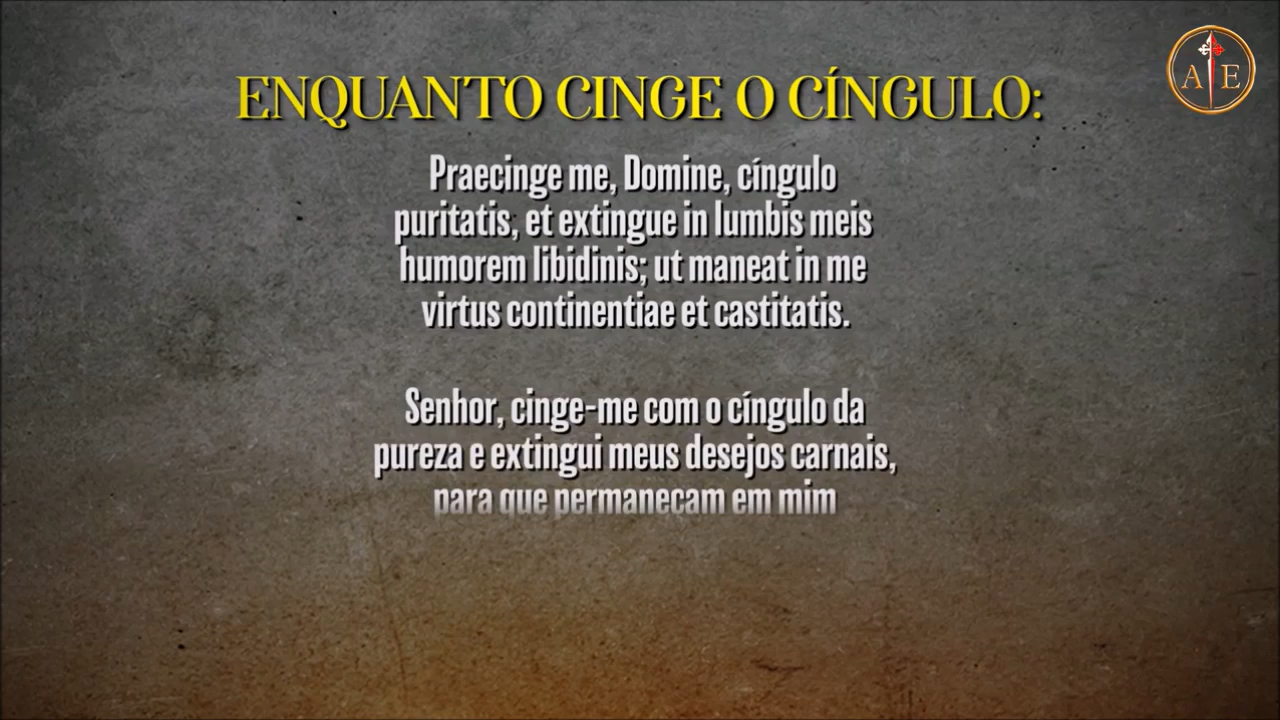 ENQUANTO CINGE O CÍNGULO:
A E
Praecinge me, Domine, cíngulo
puritatis, et extingue in lumbis meis
humorem libidinis; ut maneat in me
virtus continentiae et castitatis.
Senhor, cinge-me com o cíngulo da
pureza e extingui meus desejos carnais,
para que permaneçam em mim